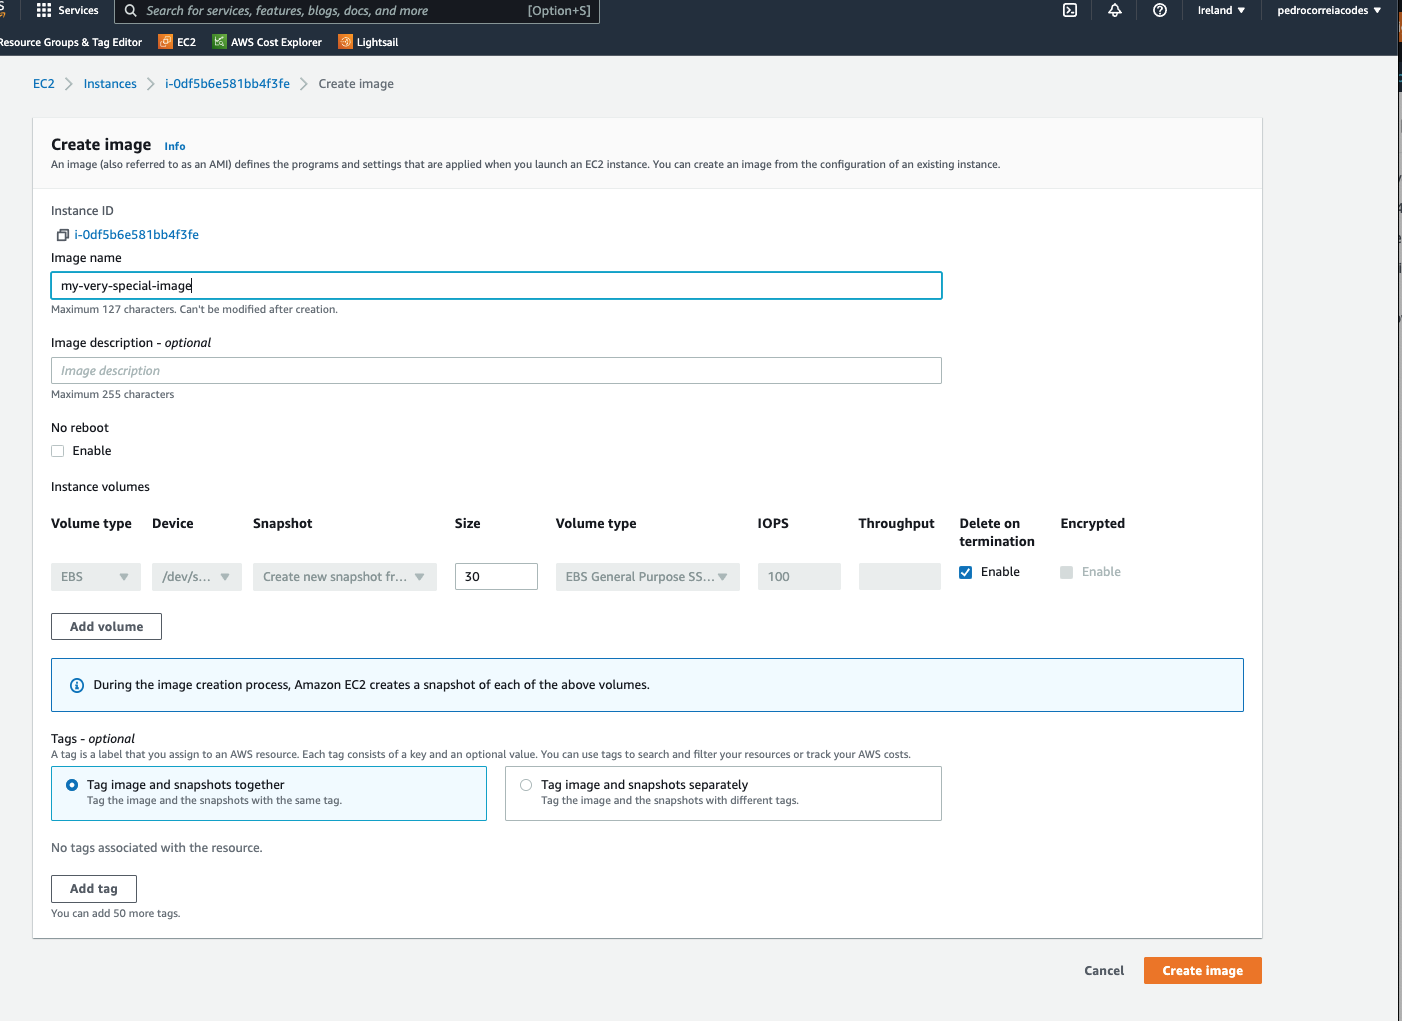 Services
Search for services, features, blogs, docs, and more [Option+S]
Ireland ▼
pedrocorreiacodes ▼
Resource Groups & Tag Editor EC2 AWS Cost Explorer Lightsail
EC2 > Instances > i-0df5b6e581bb4f3fe > Create image
Create image Info
An image (also referred to as an AMI) defines the programs and settings that are applied when you launch an EC2 instance. You can create an image from the configuration of an existing instance.
Instance ID
i-0df5b6e581bb4f3fe
Image name
my-very-special-image
Maximum 127 characters. Can't be modified after creation.
Image description - optional
Image description
Maximum 255 characters
No reboot
Enable
Instance volumes
Volume type Device Snapshot Size Volume type IOPS Throughput Delete on termination Encrypted
EBS /dev/s... Create new snapshot fr... 30 EBS General Purpose SS... 100 Enable Enable
Add volume
During the image creation process, Amazon EC2 creates a snapshot of each of the above volumes.
Tags - optional
A tag is a label that you assign to an AWS resource. Each tag consists of a key and an optional value. You can use tags to search and filter your resources or track your AWS costs.
Tag image and snapshots together
Tag the image and the snapshots with the same tag.
Tag image and snapshots separately
Tag the image and the snapshots with different tags.
No tags associated with the resource.
Add tag
You can add 50 more tags.
Cancel Create image